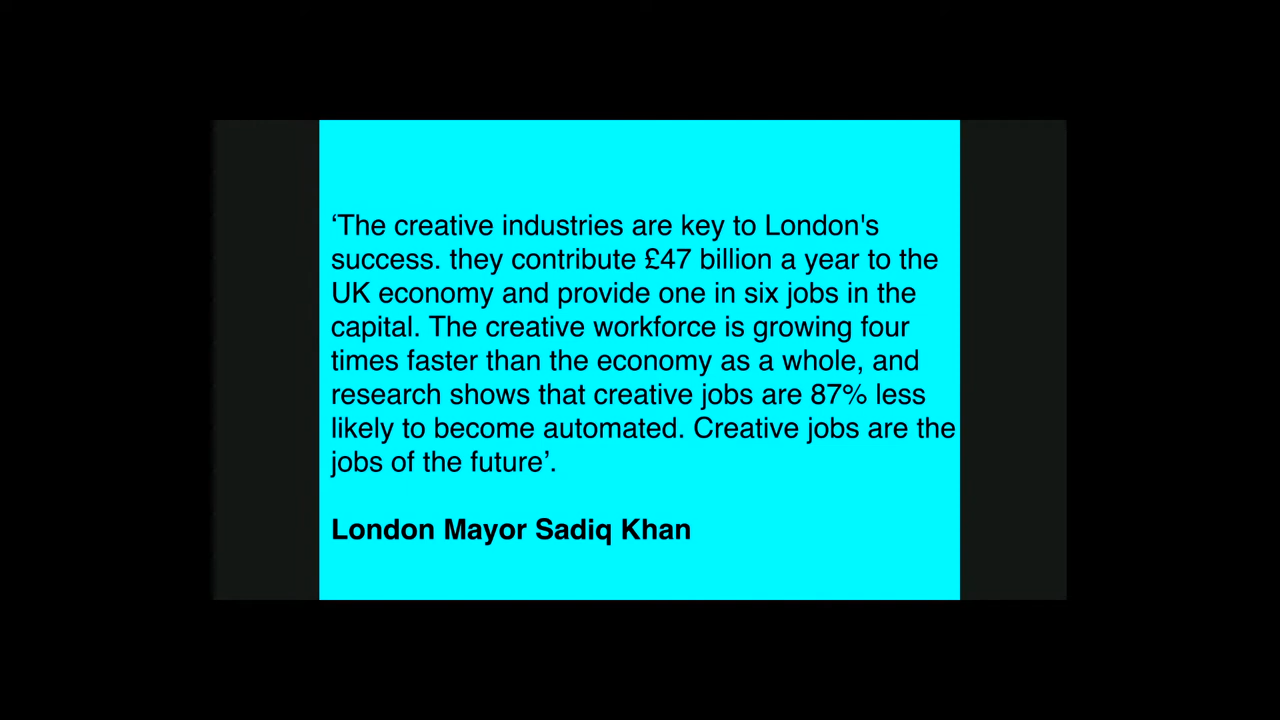 ‘The creative industries are key to London's
success. they contribute £47 billion a year to the
UK economy and provide one in six jobs in the
capital. The creative workforce is growing four
times faster than the economy as a whole, and
research shows that creative jobs are 87% less
likely to become automated. Creative jobs are the
jobs of the future’.
London Mayor Sadiq Khan